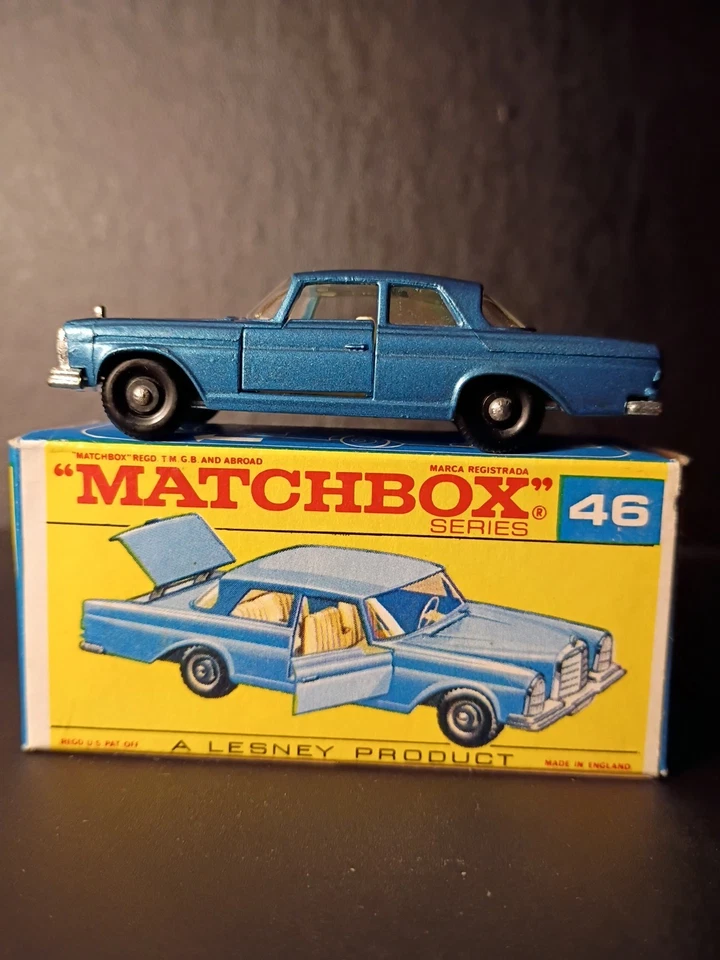 "MATCHBOX" REGD. T.M. G.B. AND ABROAD
MARCA REGISTRADA
"MATCHBOX"®
SERIES
46
REGD U.S. PAT. OFF.
A LESNEY PRODUCT
MADE IN ENGLAND.